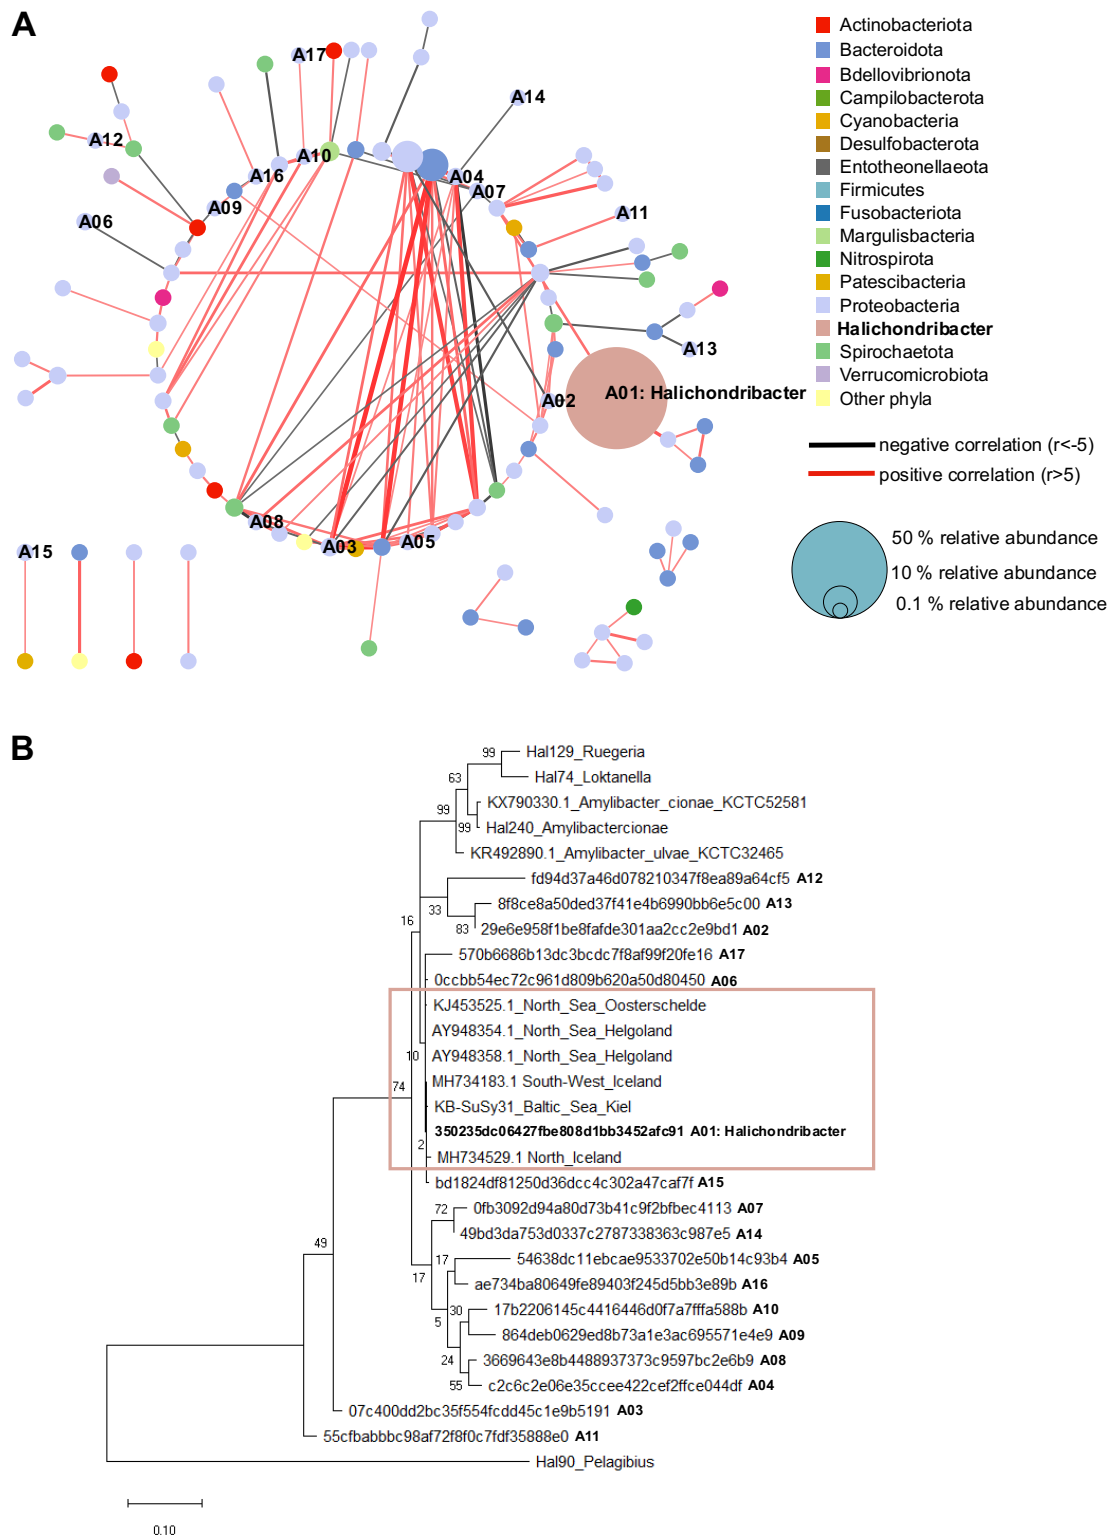 A
A17
A14
A12
A10
A16
A04
A07
A09
A06
A11
A13
A02
A01: Halichondribacter
A08
A03
A05
A15
Actinobacteriota
Bacteroidota
Bdellovibrionota
Campilobacterota
Cyanobacteria
Desulfobacterota
Entotheonellaeota
Firmicutes
Fusobacteriota
Margulisbacteria
Nitrospirota
Patescibacteria
Proteobacteria
Halichondribacter
Spirochaetota
Verrucomicrobiota
Other phyla
negative correlation (r<-5)
positive correlation (r>5)
50 % relative abundance
10 % relative abundance
0.1 % relative abundance
B
99
Hal129_Ruegeria
63
Hal74_Loktanella
99
KX790330.1_Amylibacter_cionae_KCTC52581
99
Hal240_Amylibactercionae
KR492890.1_Amylibacter_ulvae_KCTC32465
fd94d37a46d078210347f8ea89a64cf5 A12
33
8f8ce8a50ded37f41e4b6990bb6e5c00 A13
16
83
29e6e958f1be8fafde301aa2cc2e9bd1 A02
570b6686b13dc3bcdc7f8af99f20fe16 A17
0ccbb54ec72c961d809b620a50d80450 A06
KJ453525.1_North_Sea_Oosterschelde
AY948354.1_North_Sea_Helgoland
10
AY948358.1_North_Sea_Helgoland
74
MH734183.1 South-West_Iceland
KB-SuSy31_Baltic_Sea_Kiel
350235dc06427fbe808d1bb3452afc91 A01: Halichondribacter
2
MH734529.1 North_Iceland
bd1824df81250d36dcc4c302a47caf7f A15
72
0fb3092d94a80d73b41c9f2bfbec4113 A07
49bd3da753d0337c2787338363c987e5 A14
49
17
54638dc11ebcae9533702e50b14c93b4 A05
17
ae734ba80649fe89403f245d5bb3e89b A16
30
17b2206145c4416446d0f7a7fffa588b A10
5
864deb0629ed8b73a1e3ac695571e4e9 A09
24
3669643e8b4488937373c9597bc2e6b9 A08
55
c2c6c2e06e35ccee422cef2ffce044df A04
07c400dd2bc35f554fcdd45c1e9b5191 A03
55cfbabbbc98af72f8f0c7fdf35888e0 A11
Hal90_Pelagibius
0.10